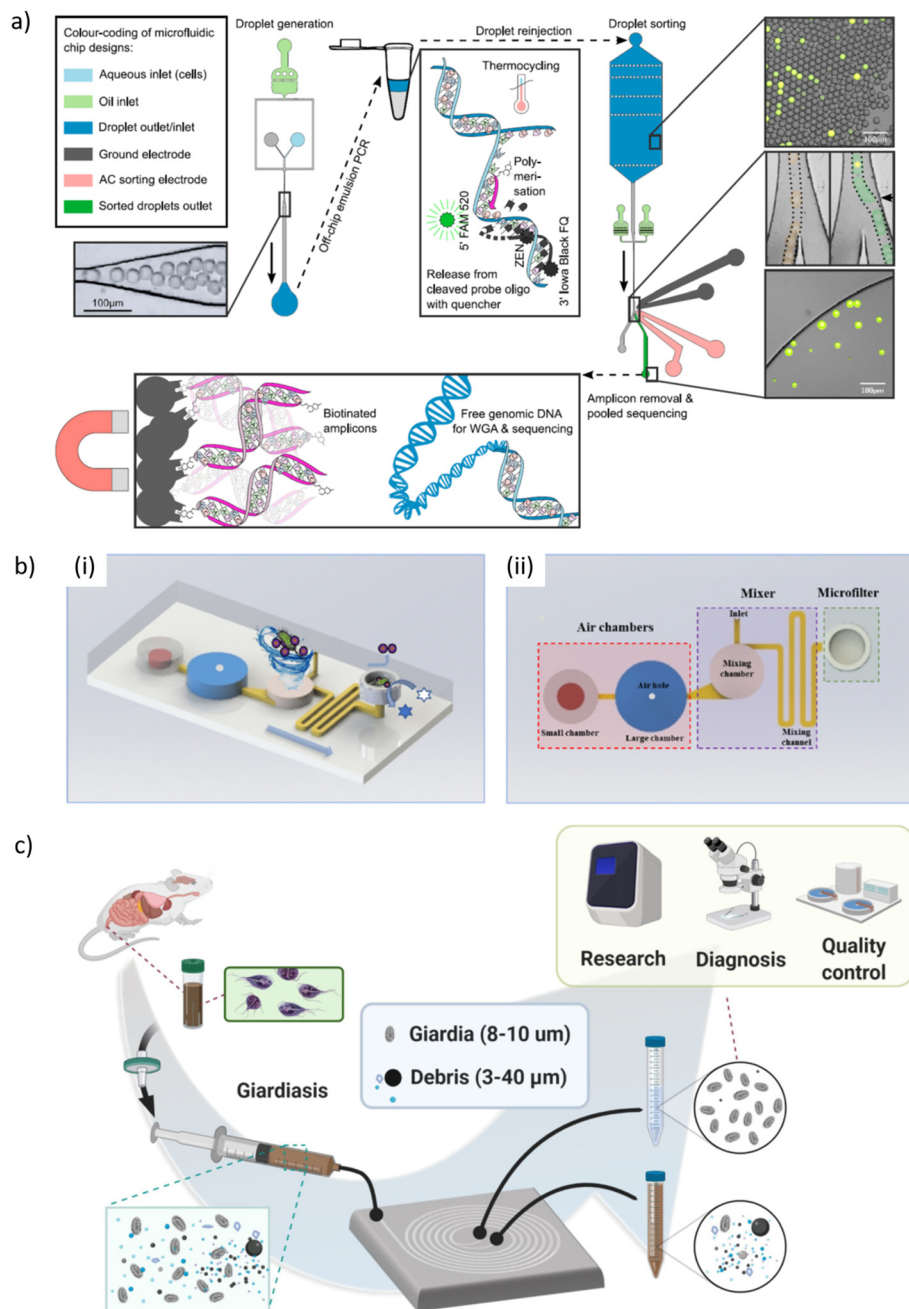 a)
Colour-coding of microfluidic
chip designs:
Aqueous inlet (cells)
Oil inlet
Droplet outlet/inlet
Ground electrode
AC sorting electrode
Sorted droplets outlet
Droplet generation
100µm
Off-chip emulsion PCR
Droplet reinjection
Thermocycling
Poly-
merisation
5' FAM 520
ZEN
3' Iowa Black FQ
Release from
cleaved probe oligo
with quencher
Droplet sorting
100µm
100µm
Amplicon removal &
pooled sequencing
Biotinated
amplicons
Free genomic DNA
for WGA & sequencing
b)
(i)
(ii)
Air chambers
Mixer
Microfilter
Inlet
Mixing
chamber
Air hole
Small chamber
Large chamber
Mixing
channel
c)
Research
Diagnosis
Quality
control
Giardiasis
Giardia (8-10 um)
Debris (3-40 µm)